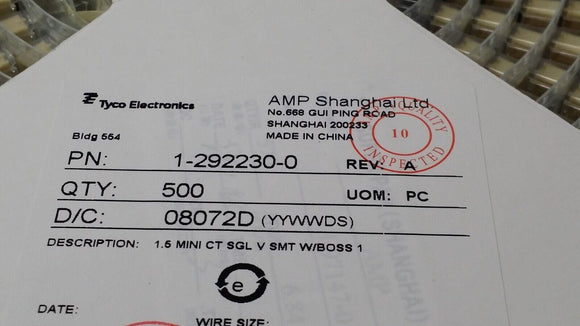 Tyco Electronics
AMP Shanghai Ltd.
No.668 GUI PING ROAD
SHANGHAI 200233
MADE IN CHINA
Bldg 554
QUALITY
10
INSPECTED
PN: 1-292230-0 REV: A
QTY: 500 UOM: PC
D/C: 08072D (YYWWDS)
DESCRIPTION: 1.5 MINI CT SGL V SMT W/BOSS 1
e
DATE:
WIRE SIZE: